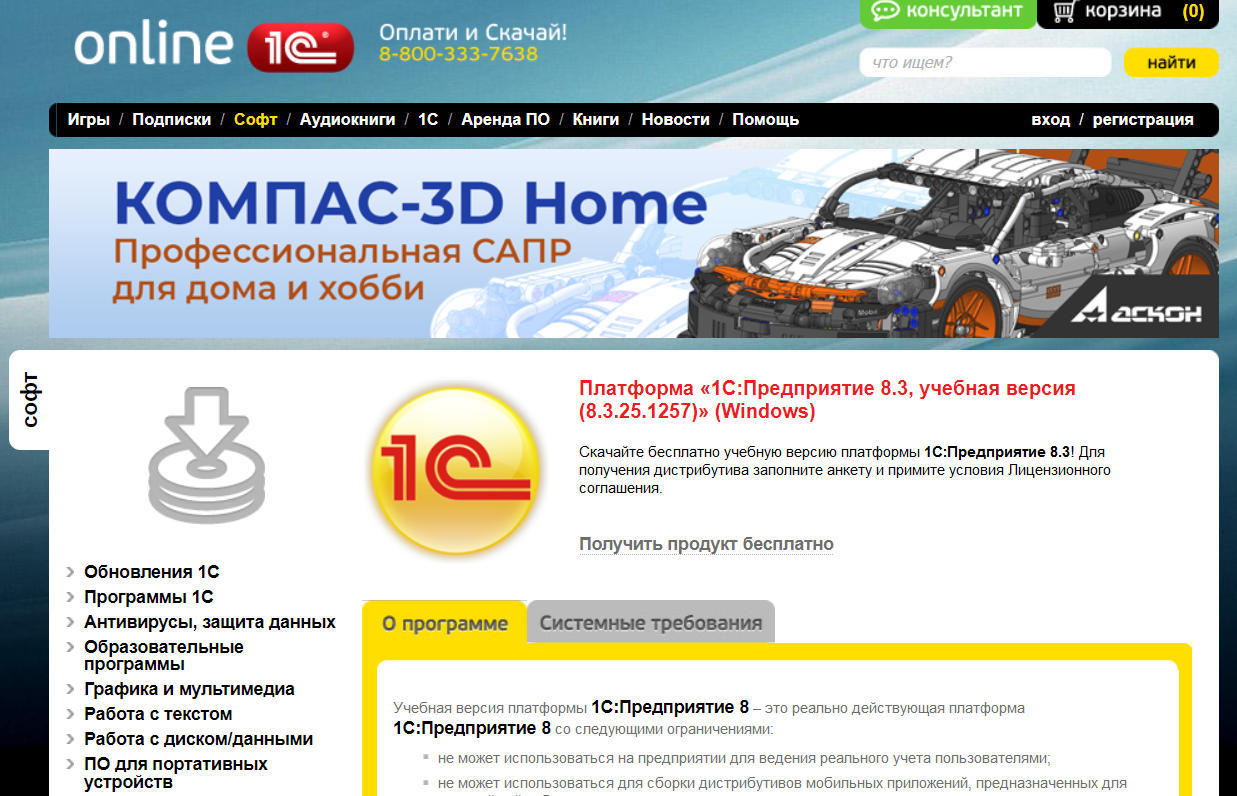 online 1С
Оплати и Скачай!
8-800-333-7638
консультант
корзина (0)
что ищем?
найти
Игры / Подписки / Софт / Аудиокниги / 1С / Аренда ПО / Книги / Новости / Помощь
вход / регистрация
КОМПАС-3D Home
Профессиональная САПР
для дома и хобби
Mobil
АСКОН
софт
1С
Платформа «1С:Предприятие 8.3, учебная версия
(8.3.25.1257)» (Windows)
Скачайте бесплатно учебную версию платформы 1С:Предприятие 8.3! Для
получения дистрибутива заполните анкету и примите условия Лицензионного
соглашения.
Получить продукт бесплатно
Обновления 1С
Программы 1С
Антивирусы, защита данных
Образовательные
программы
Графика и мультимедиа
Работа с текстом
Работа с диском/данными
ПО для портативных
устройств
О программе
Системные требования
Учебная версия платформы 1С:Предприятие 8 – это реально действующая платформа
1С:Предприятие 8 со следующими ограничениями:
не может использоваться на предприятии для ведения реального учета пользователями;
не может использоваться для сборки дистрибутивов мобильных приложений, предназначенных для